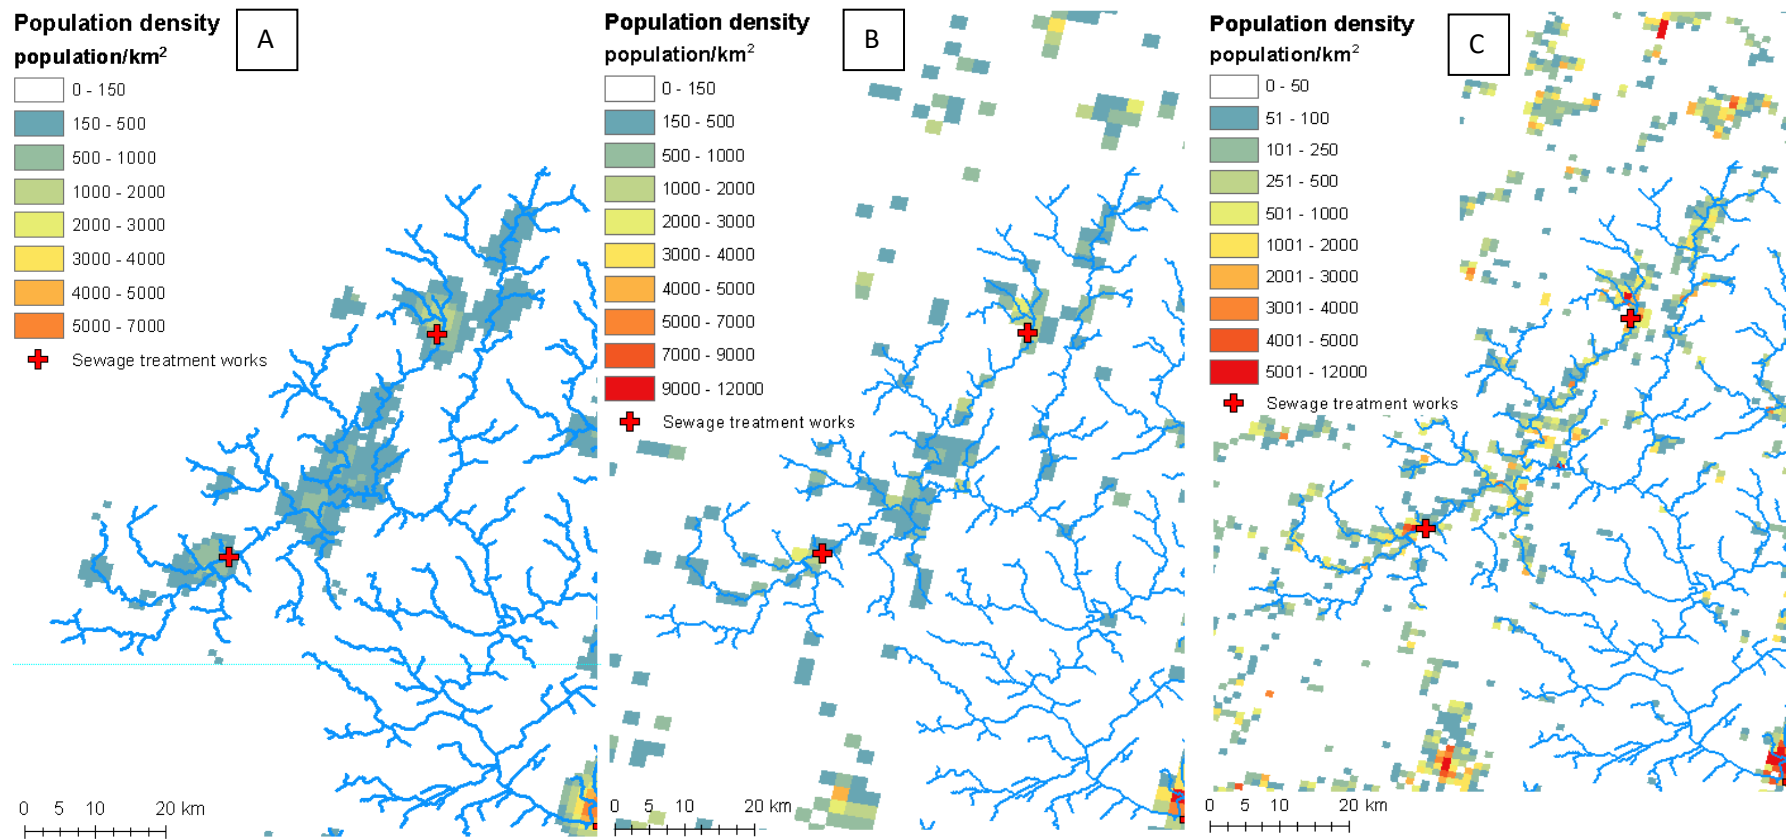 Population density
population/km²
A
0 - 150
150 - 500
500 - 1000
1000 - 2000
2000 - 3000
3000 - 4000
4000 - 5000
5000 - 7000
Sewage treatment works
0 5 10 20 km
Population density
population/km²
B
0 - 150
150 - 500
500 - 1000
1000 - 2000
2000 - 3000
3000 - 4000
4000 - 5000
5000 - 7000
7000 - 9000
9000 - 12000
Sewage treatment works
0 5 10 20 km
Population density
population/km²
C
0 - 50
51 - 100
101 - 250
251 - 500
501 - 1000
1001 - 2000
2001 - 3000
3001 - 4000
4001 - 5000
5001 - 12000
Sewage treatment works
0 5 10 20 km